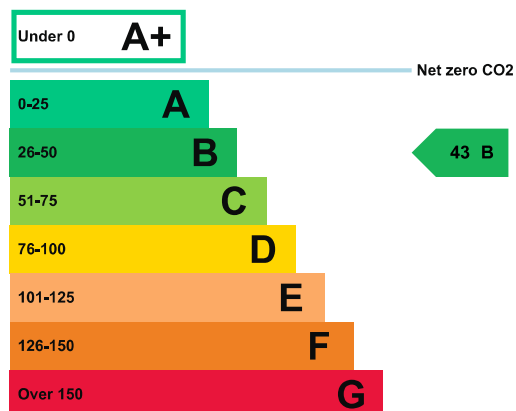 Under 0 A+
Net zero CO2
0-25 A
26-50 B
43 B
51-75 C
76-100 D
101-125 E
126-150 F
Over 150 G